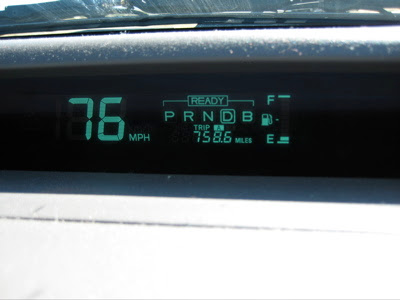 76 MPH
READY
F
P R N D B
TRIP A
758.6 MILES
E